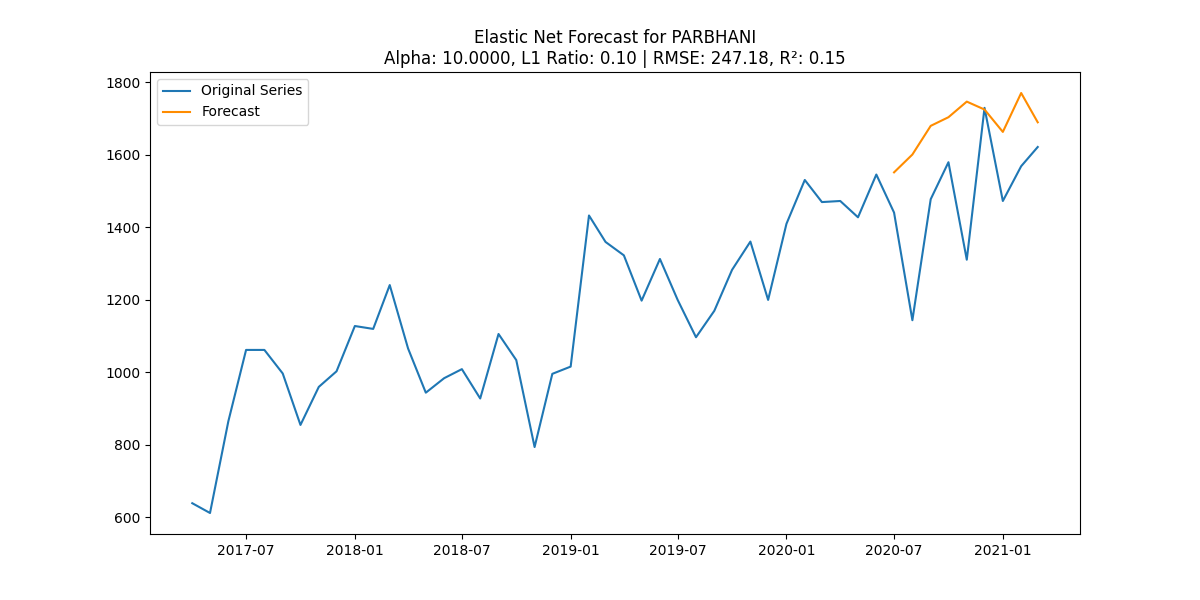 Elastic Net Forecast for PARBHANI
Alpha: 10.0000, L1 Ratio: 0.10 | RMSE: 247.18, R²: 0.15
Original Series
Forecast
1800
1600
1400
1200
1000
800
600
2017-07 2018-01 2018-07 2019-01 2019-07 2020-01 2020-07 2021-01